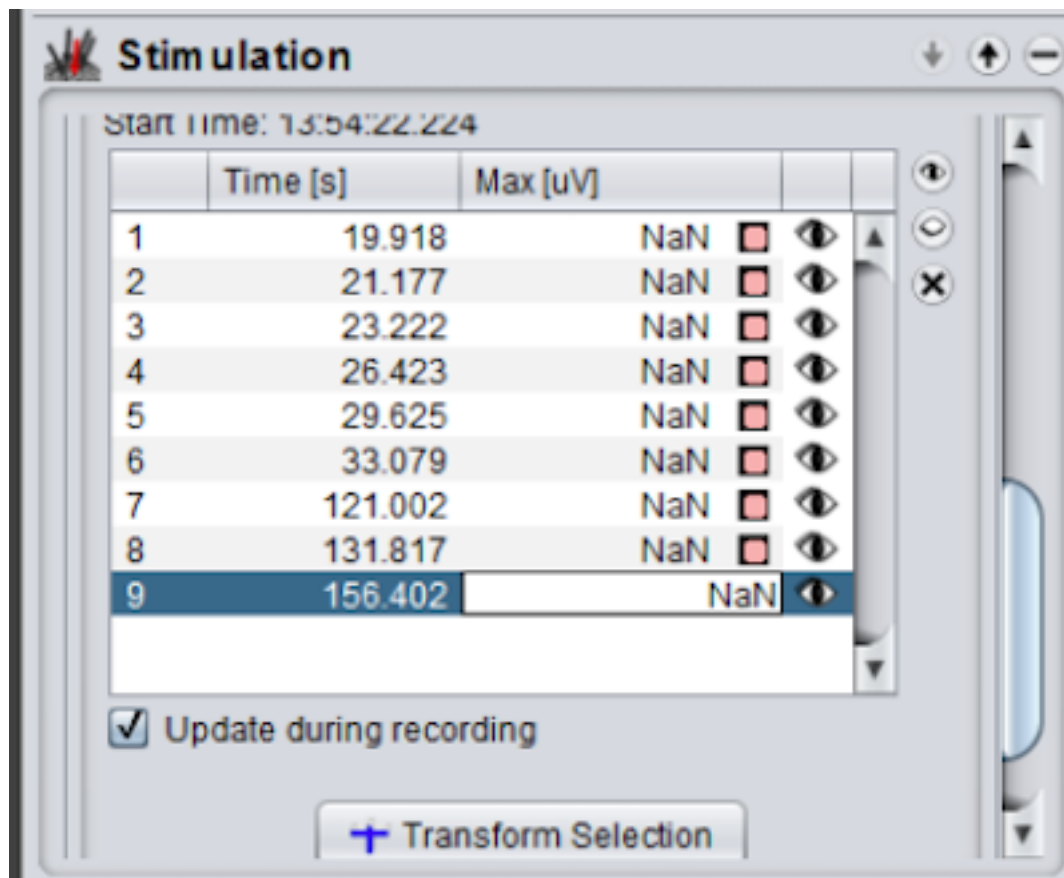 Stimulation
Start Time: 13:54:22.224
Time [s] Max [uV]
1 19.918 NaN
2 21.177 NaN
3 23.222 NaN
4 26.423 NaN
5 29.625 NaN
6 33.079 NaN
7 121.002 NaN
8 131.817 NaN
9 156.402 NaN
Update during recording
Transform Selection